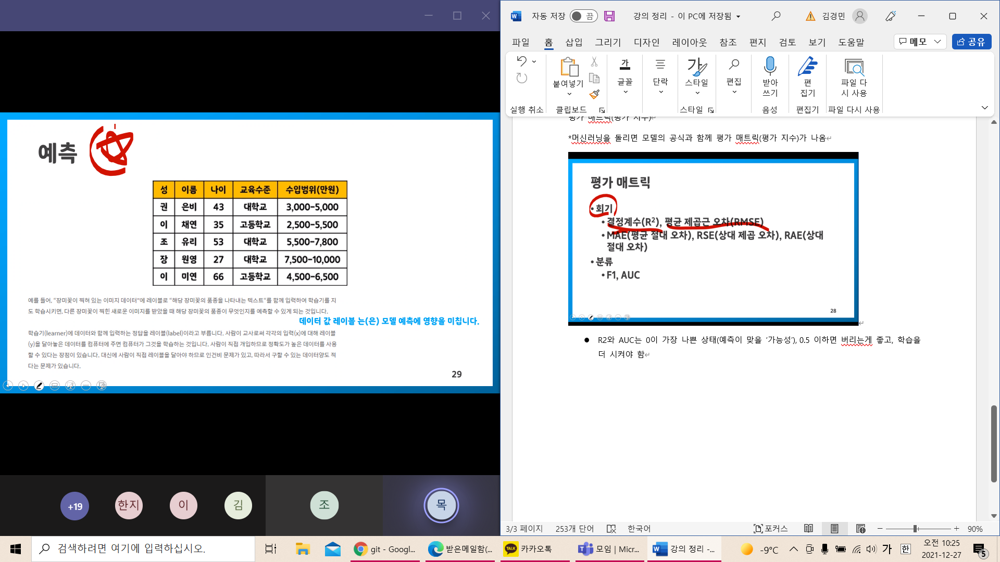 예측
성 이름 나이 교육수준 수입범위(만원)
권 은비 43 대학교 3,000-5,000
이 채연 35 고등학교 2,500-5,500
조 유리 53 대학교 5,500-7,800
장 원영 27 대학교 7,500-10,000
이 미연 66 고등학교 4,500-6,500
예를 들어, "장미꽃이 찍혀 있는 이미지 데이터"에 레이블로 "해당 장미꽃의 품종을 나타내는 텍스트"를 함께 입력하여 학습기를 지
도 학습시키면, 다른 장미꽃이 찍힌 새로운 이미지를 받았을 때 해당 장미꽃의 품종이 무엇인지를 예측할 수 있게 되는 것입니다.
데이터 값 레이블 는(은) 모델 예측에 영향을 미칩니다.
학습기(learner)에 데이터와 함께 입력하는 정답을 레이블(label)이라고 부릅니다. 사람이 교사로써 각각의 입력(x)에 대해 레이블
(y)을 달아놓은 데이터를 컴퓨터에 주면 컴퓨터가 그것을 학습하는 것입니다. 사람이 직접 개입하므로 정확도가 높은 데이터를 사용
할 수 있다는 장점이 있습니다. 대신에 사람이 직접 레이블을 달아야 하므로 인건비 문제가 있고, 따라서 구할 수 있는 데이터양도 적
다는 문제가 있습니다.
29
+19 한지 이 김 조 목
자동 저장 끔 강의 정리 - 이 PC에 저장됨 김경민
파일 홈 삽입 그리기 디자인 레이아웃 참조 편지 검토 보기 도움말 메모 공유
붙여넣기 가 글꼴 단락 가 스타일 편집 받아
쓰기 편
집기 파일 다
시 사용
실행 취소 클립보드 스타일 음성 편집기 파일 다시 사용
평가 매트릭(평가 지수)
*머신러닝을 돌리면 모델의 공식과 함께 평가 매트릭(평가 지수)가 나옴
평가 매트릭
• 회기
• 결정계수(R²), 평균 제곱근 오차(RMSE)
• MAE(평균 절대 오차), RSE(상대 제곱 오차), RAE(상대
절대 오차)
• 분류
• F1, AUC
28
● R2와 AUC는 0이 가장 나쁜 상태(예측이 맞을 '가능성'), 0.5 이하면 버리는게 좋고, 학습을
더 시켜야 함
3/3 페이지 253개 단어 한국어 포커스 90%
검색하려면 여기에 입력하십시오. git - Googl... 받은메일함(... TALK 카카오톡 모임 | Micr... 강의 정리 -... -9°C 가 한 오전 10:25
2021-12-27 5